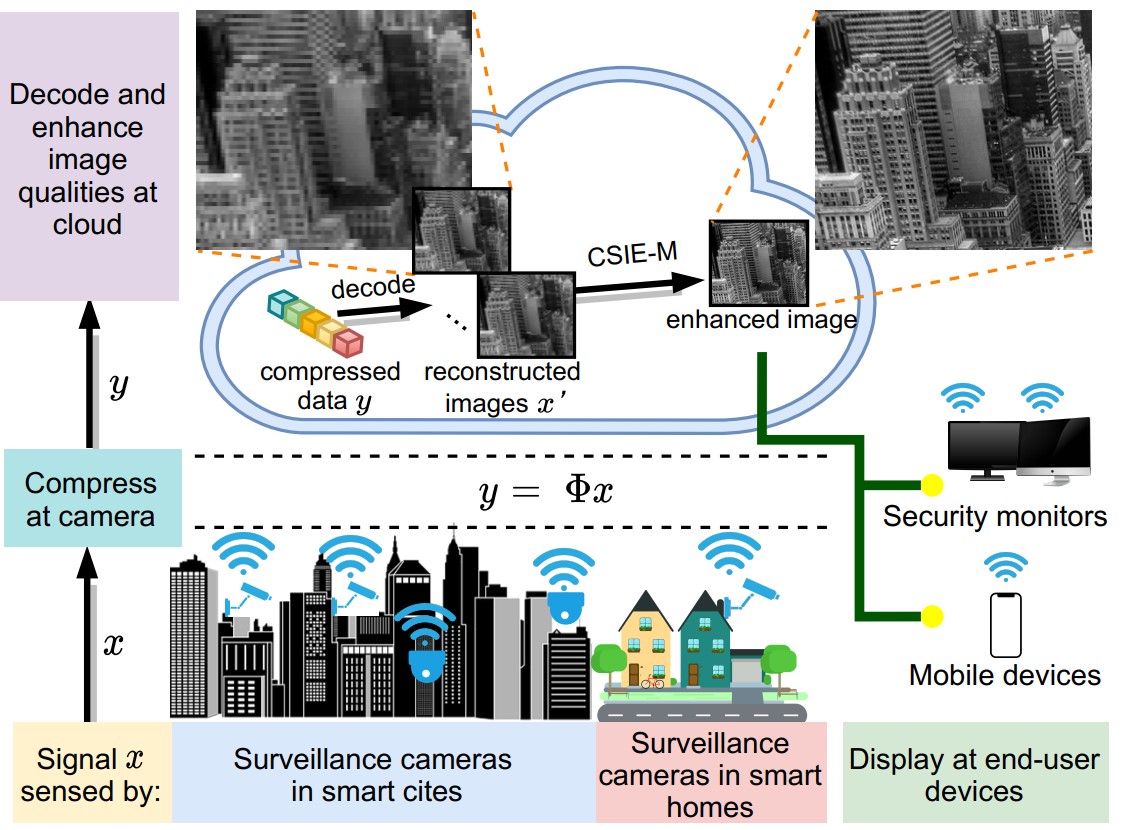 Decode and
enhance
image
qualities at
cloud
decode
CSIE-M
enhanced image
compressed
data y
reconstructed
images x'
y
Compress
at camera
y = Φx
Security monitors
x
Mobile devices
Signal x
sensed by:
Surveillance cameras
in smart cites
Surveillance
cameras in smart
homes
Display at end-user
devices